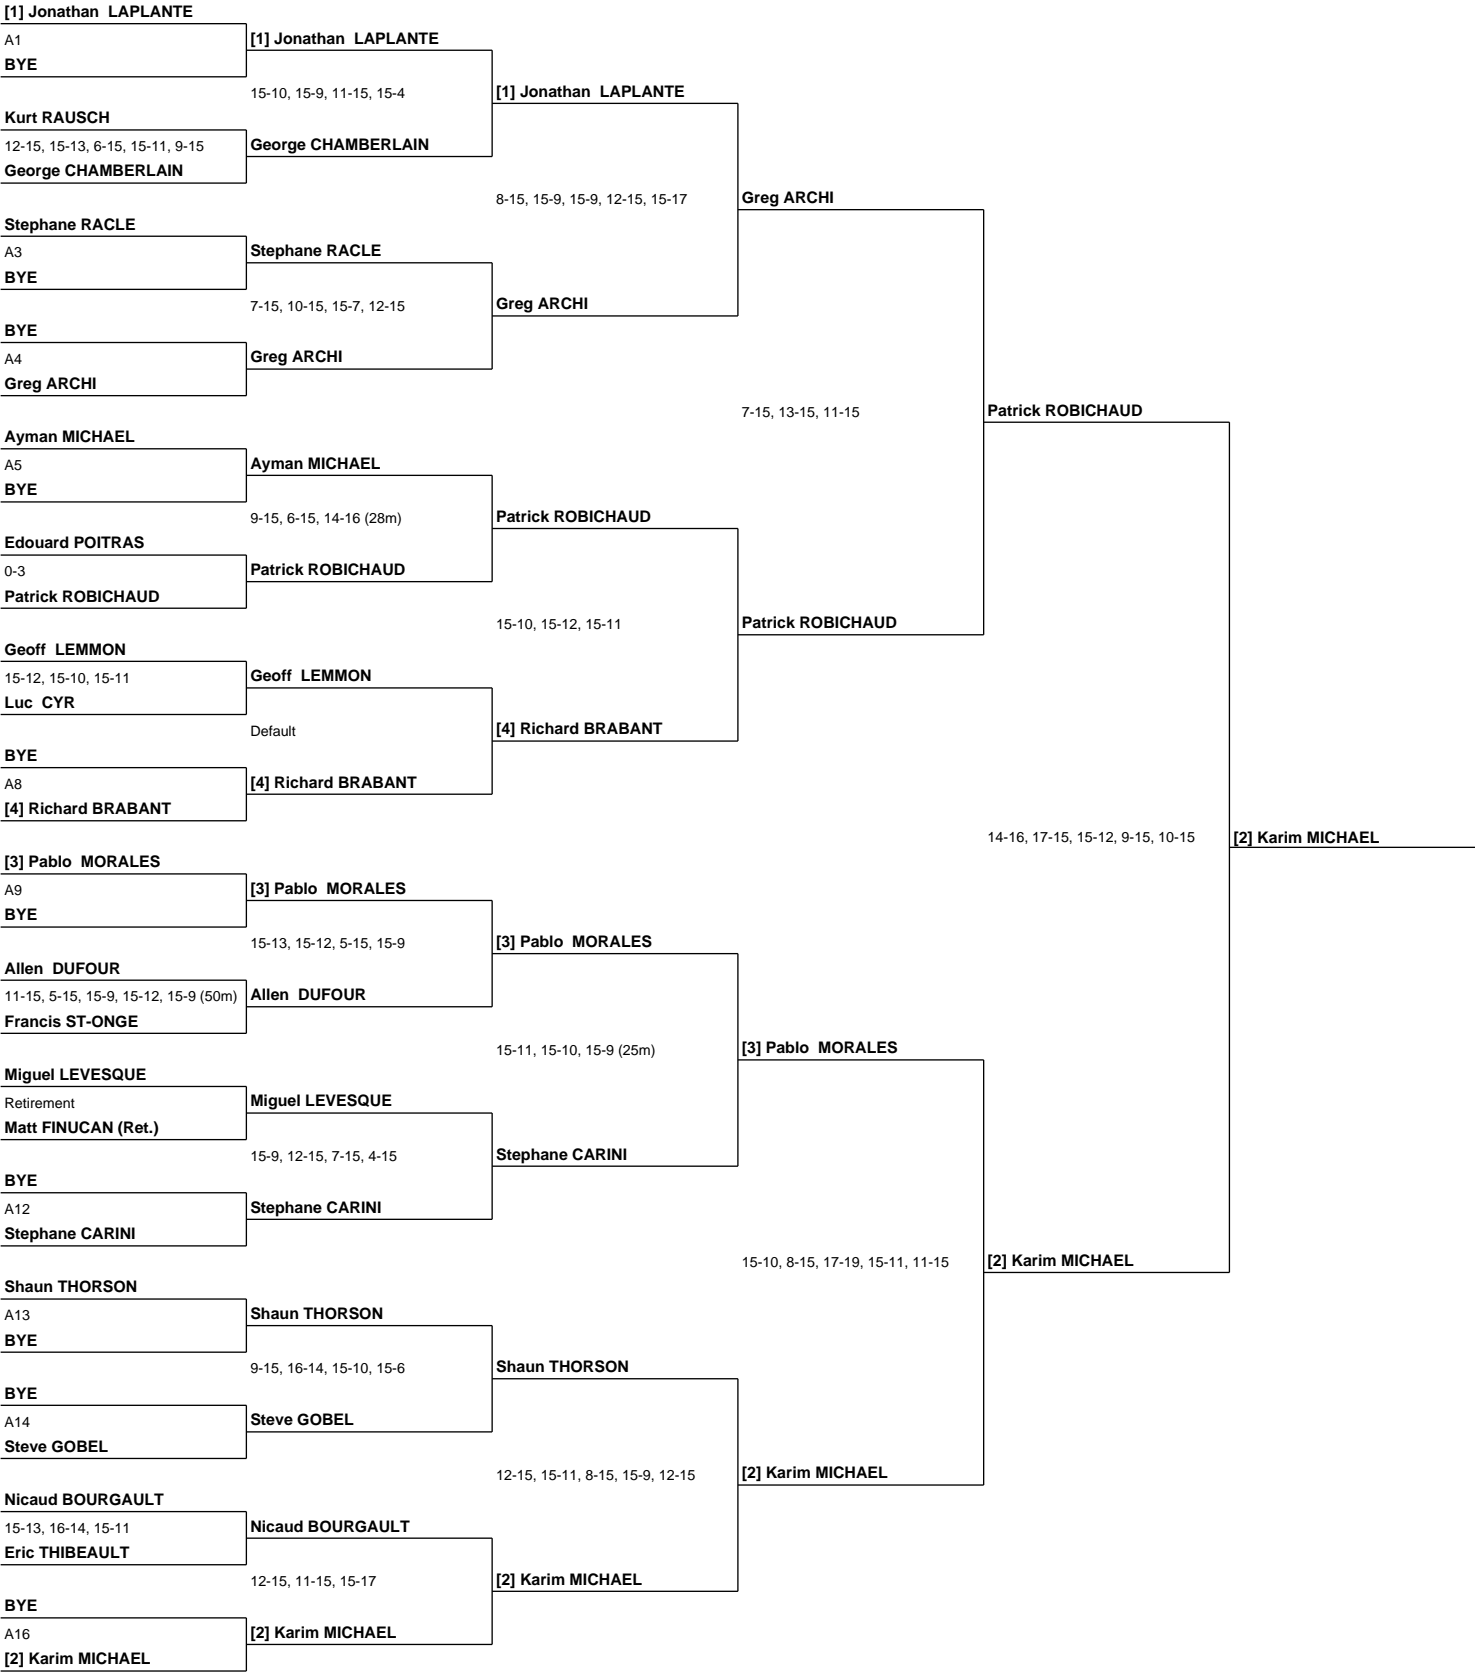 [1] Jonathan  LAPLANTE
A1
BYE
Kurt RAUSCH
12-15, 15-13, 6-15, 15-11, 9-15
George CHAMBERLAIN
Stephane RACLE
A3
BYE
BYE
A4
Greg ARCHI
Ayman MICHAEL
A5
BYE
Edouard POITRAS
0-3
Patrick ROBICHAUD
Geoff  LEMMON
15-12, 15-10, 15-11
Luc  CYR
BYE
A8
[4] Richard BRABANT
[3] Pablo  MORALES
A9
BYE
Allen  DUFOUR
11-15, 5-15, 15-9, 15-12, 15-9 (50m)
Francis ST-ONGE
Miguel LEVESQUE
Retirement
Matt FINUCAN (Ret.)
BYE
A12
Stephane CARINI
Shaun THORSON
A13
BYE
BYE
A14
Steve GOBEL
Nicaud BOURGAULT
15-13, 16-14, 15-11
Eric THIBEAULT
BYE
A16
[2] Karim MICHAEL
[1] Jonathan  LAPLANTE
15-10, 15-9, 11-15, 15-4
George CHAMBERLAIN
Stephane RACLE
7-15, 10-15, 15-7, 12-15
Greg ARCHI
Ayman MICHAEL
9-15, 6-15, 14-16 (28m)
Patrick ROBICHAUD
Geoff  LEMMON
Default
[4] Richard BRABANT
[3] Pablo  MORALES
15-13, 15-12, 5-15, 15-9
Allen  DUFOUR
Miguel LEVESQUE
15-9, 12-15, 7-15, 4-15
Stephane CARINI
Shaun THORSON
9-15, 16-14, 15-10, 15-6
Steve GOBEL
Nicaud BOURGAULT
12-15, 11-15, 15-17
[2] Karim MICHAEL
[1] Jonathan  LAPLANTE
8-15, 15-9, 15-9, 12-15, 15-17
Greg ARCHI
Patrick ROBICHAUD
15-10, 15-12, 15-11
[4] Richard BRABANT
[3] Pablo  MORALES
15-11, 15-10, 15-9 (25m)
Stephane CARINI
Shaun THORSON
12-15, 15-11, 8-15, 15-9, 12-15
[2] Karim MICHAEL
Greg ARCHI
7-15, 13-15, 11-15
Patrick ROBICHAUD
[3] Pablo  MORALES
15-10, 8-15, 17-19, 15-11, 11-15
[2] Karim MICHAEL
Patrick ROBICHAUD
14-16, 17-15, 15-12, 9-15, 10-15
[2] Karim MICHAEL
[2] Karim MICHAEL